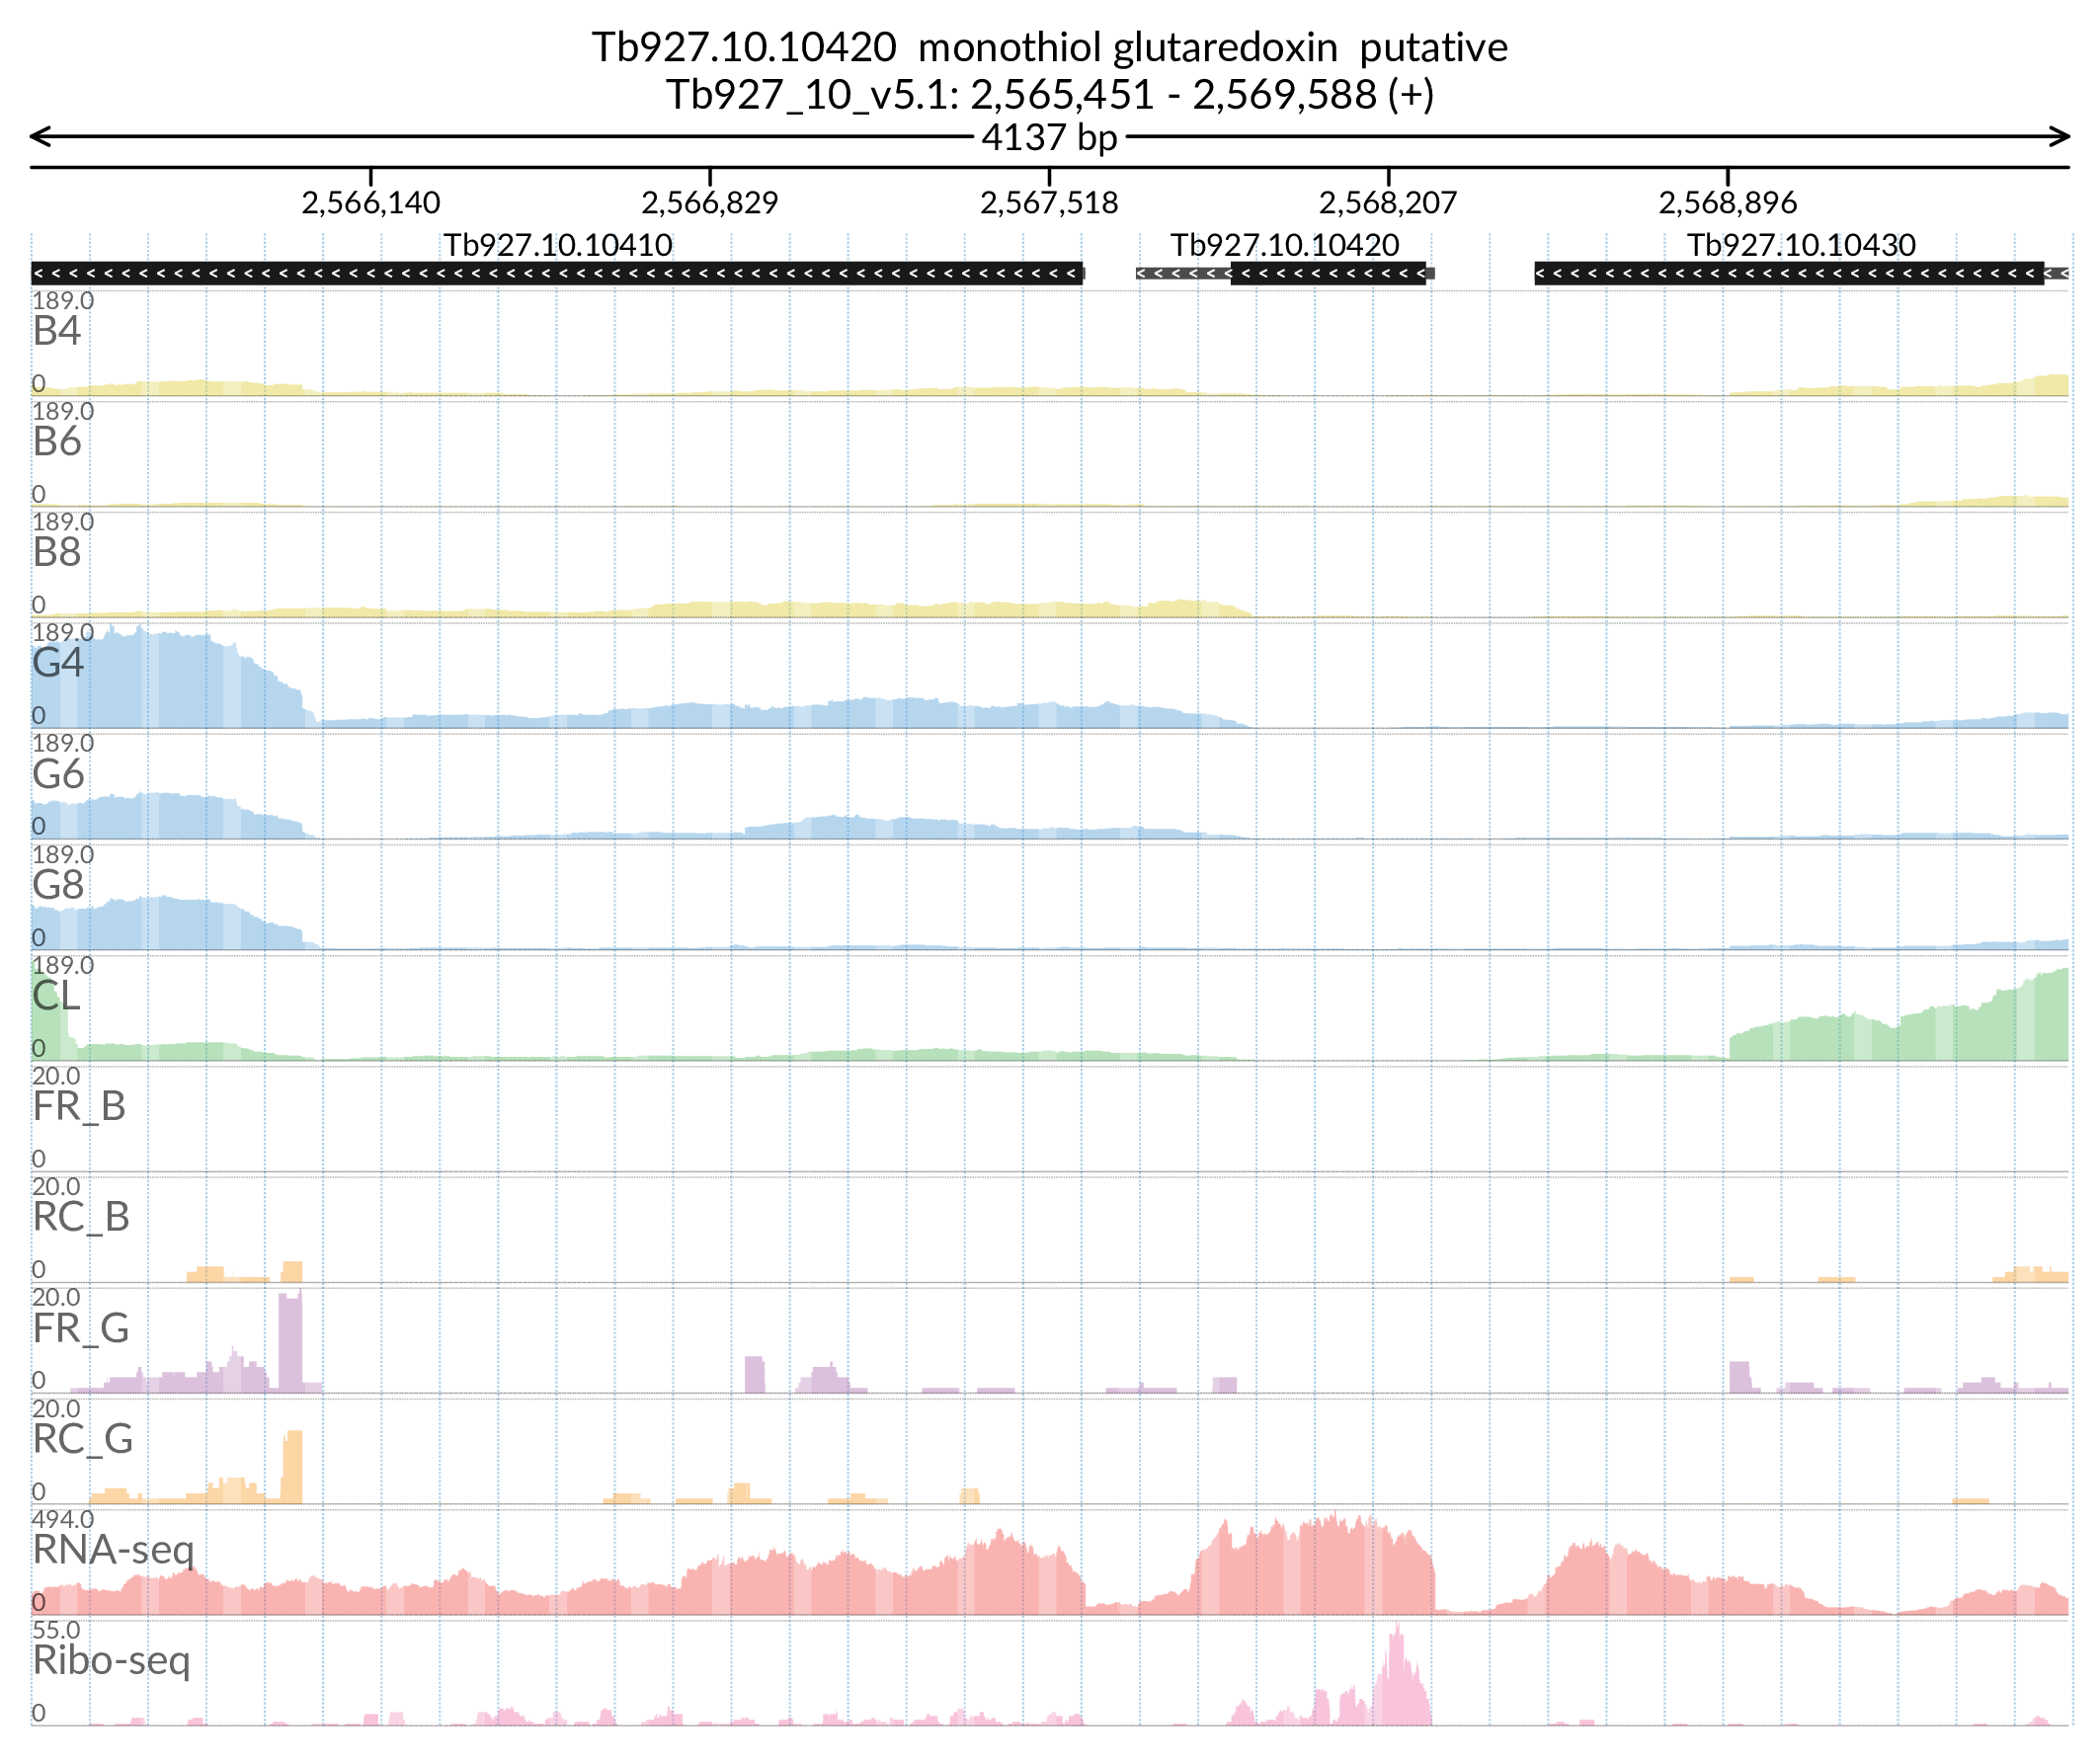 Tb927.10.10420 monothiol glutaredoxin putative
Tb927_10_v5.1: 2,565,451 - 2,569,588 (+)
4137 bp
2,566,140 2,566,829 2,567,518 2,568,207 2,568,896
Tb927.10.10410 Tb927.10.10420 Tb927.10.10430
189.0
B4
0
189.0
B6
0
189.0
B8
0
189.0
G4
0
189.0
G6
0
189.0
G8
0
189.0
CL
0
20.0
FR_B
0
20.0
RC_B
0
20.0
FR_G
0
20.0
RC_G
0
494.0
RNA-seq
0
55.0
Ribo-seq
0